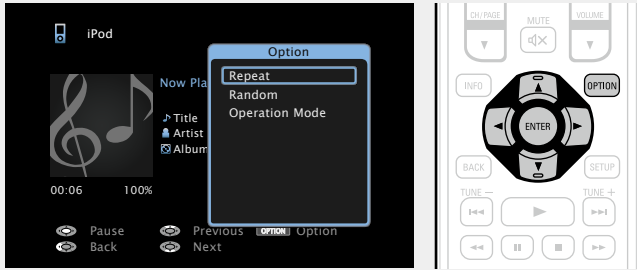 iPod
Option
Now Pla
Repeat
Random
Operation Mode
Title
Artist
Album
00:06 100%
Pause Previous OPTION Option
Back Next
CH/PAGE MUTE VOLUME
INFO OPTION
ENTER
BACK SETUP
TUNE − TUNE +